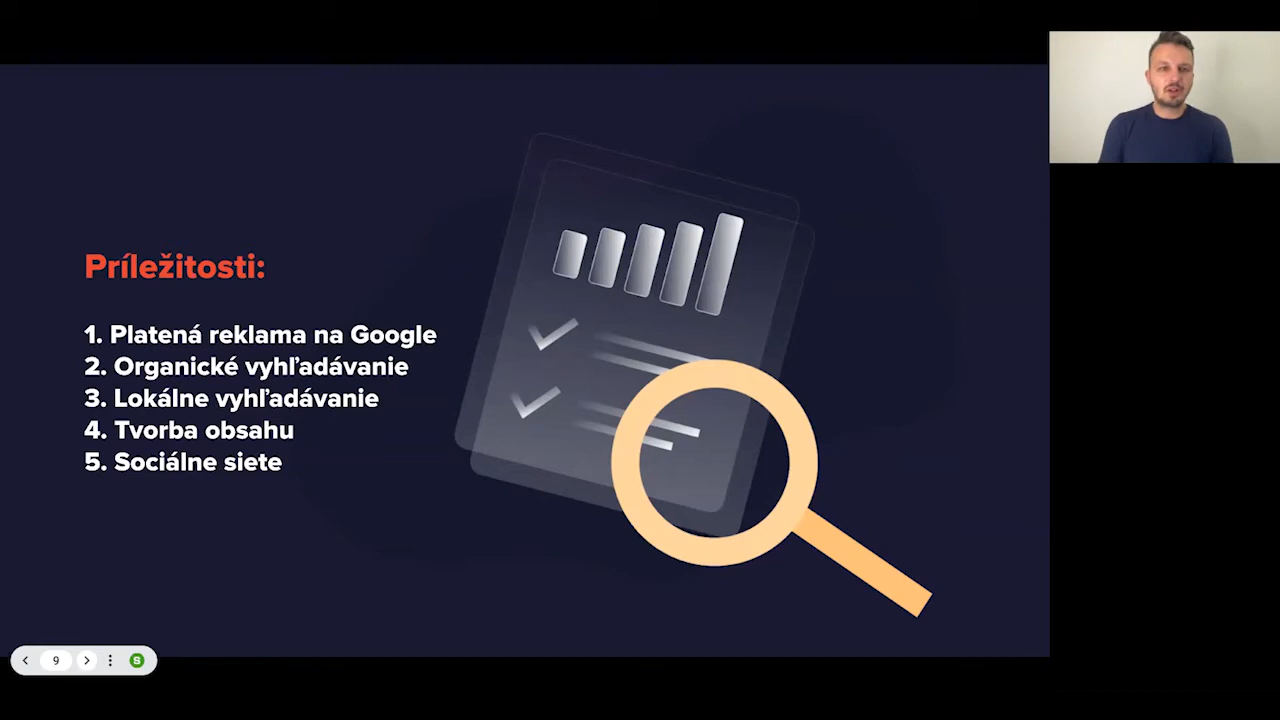 Príležitosti:
1. Platená reklama na Google
2. Organické vyhľadávanie
3. Lokálne vyhľadávanie
4. Tvorba obsahu
5. Sociálne siete
9
S